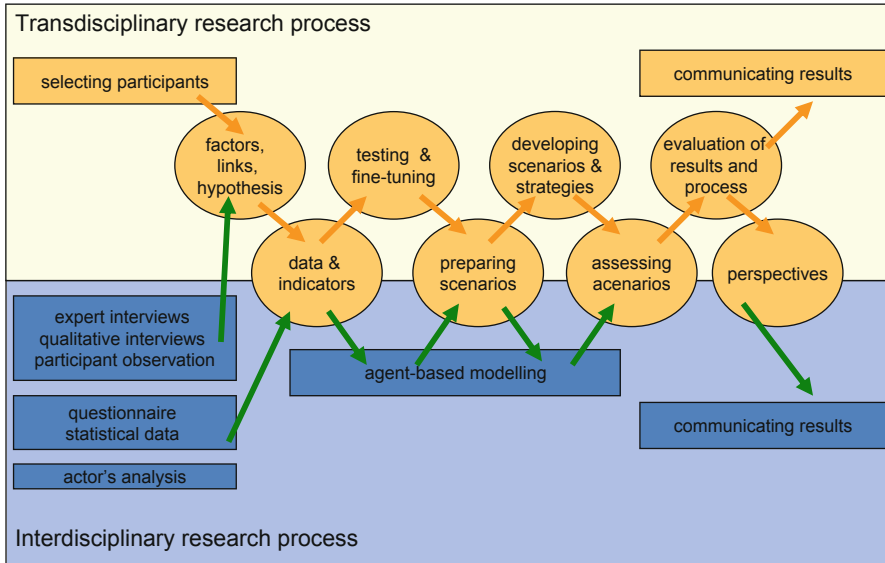 Transdisciplinary research process
selecting participants
communicating results
factors,
links,
hypothesis
testing & 
fine-tuning
developing
scenarios &
strategies
evaluation of
results and
process
data &
indicators
preparing
scenarios
assessing
acenarios
perspectives
expert interviews
qualitative interviews
participant observation
agent-based modelling
questionnaire
statistical data
communicating results
actor's analysis
Interdisciplinary research process